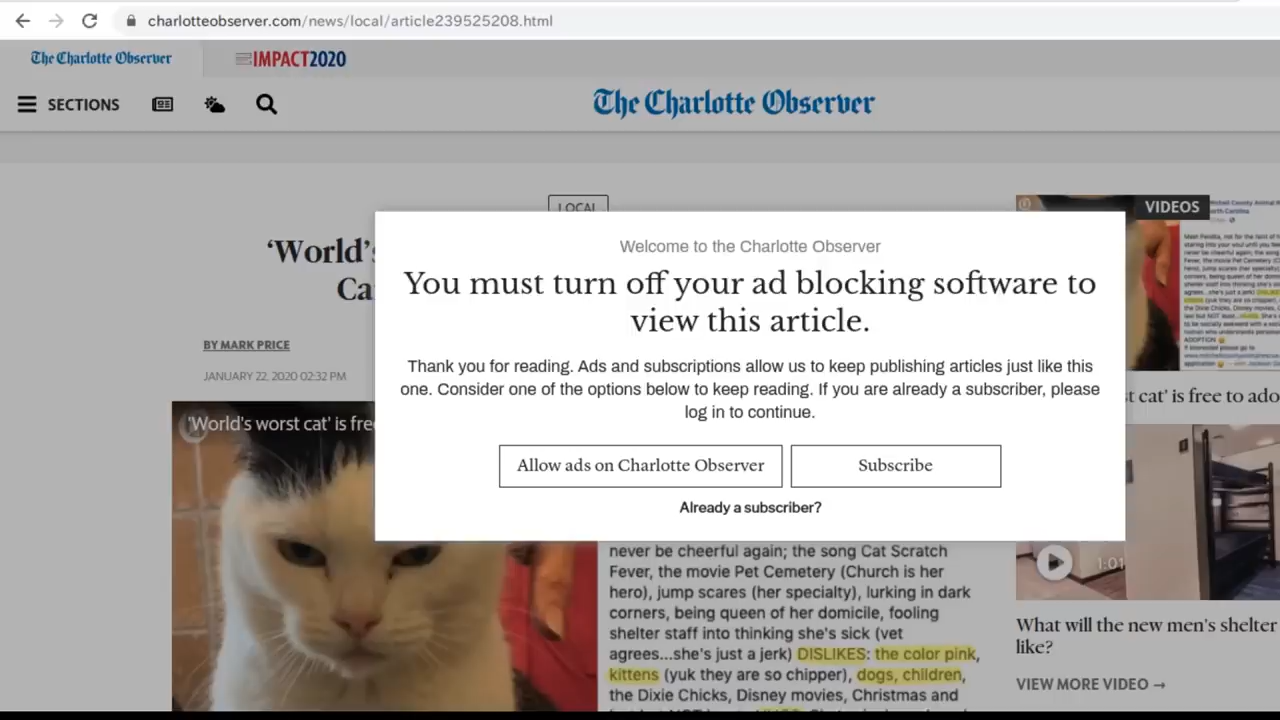 charlotteobserver.com/news/local/article239525208.html
The Charlotte Observer
IMPACT2020
SECTIONS
The Charlotte Observer
LOCAL
VIDEOS
'World's
Ca
Welcome to the Charlotte Observer
You must turn off your ad blocking software to
view this article.
BY MARK PRICE
JANUARY 22, 2020 02:32 PM
Thank you for reading. Ads and subscriptions allow us to keep publishing articles just like this
one. Consider one of the options below to keep reading. If you are already a subscriber, please
log in to continue.
t cat' is free to ado
'World's worst cat' is free
Allow ads on Charlotte Observer
Subscribe
Already a subscriber?
never be cheerful again; the song Cat Scratch
Fever, the movie Pet Cemetery (Church is her
hero), jump scares (her specialty), lurking in dark
corners, being queen of her domicile, fooling
shelter staff into thinking she's sick (vet
agrees...she's just a jerk) DISLIKES: the color pink,
kittens (yuk they are so chipper), dogs, children,
the Dixie Chicks, Disney movies, Christmas and
1:01
What will the new men's shelter
like?
VIEW MORE VIDEO →